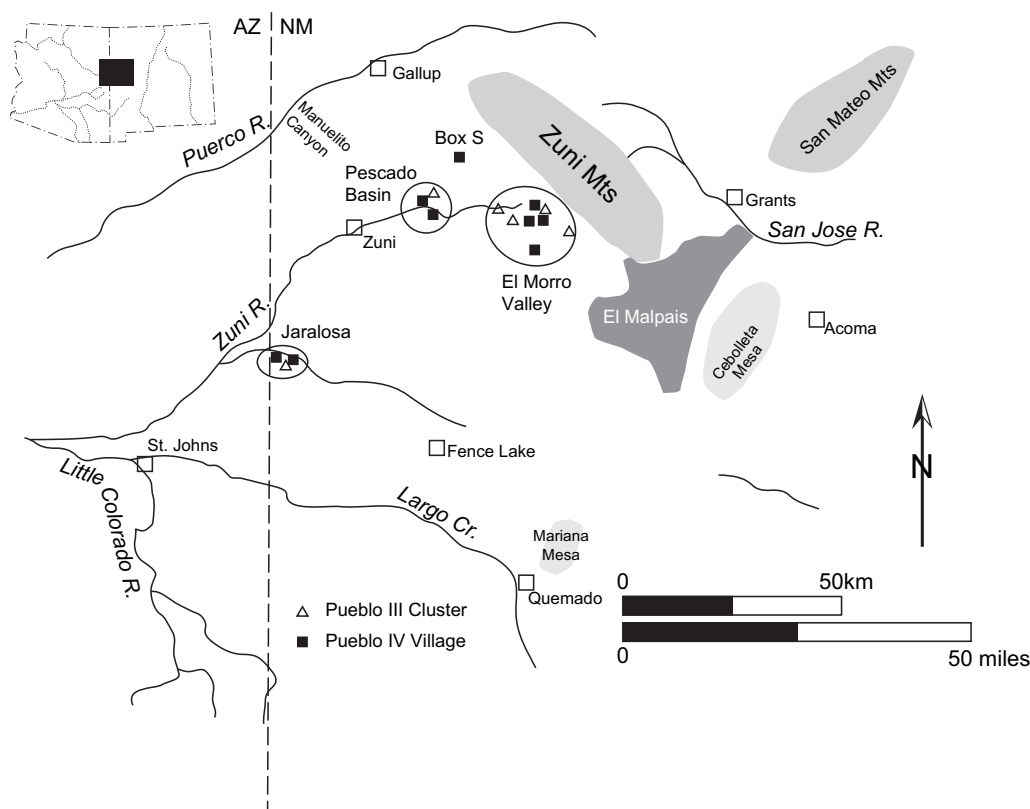 AZ NM
Gallup
Puerco R.
Manuelito
Canyon
Box S
Zuni Mts
San Mateo Mts
Pescado
Basin
Grants
Zuni
San Jose R.
El Morro
Valley
Zuni R.
El Malpais
Acoma
Jaralosa
Cebolleta
Mesa
St. Johns
Fence Lake
N
Little
Colorado R.
Largo Cr.
Mariana
Mesa
Quemado
0 50km
Pueblo III Cluster
Pueblo IV Village
0 50 miles